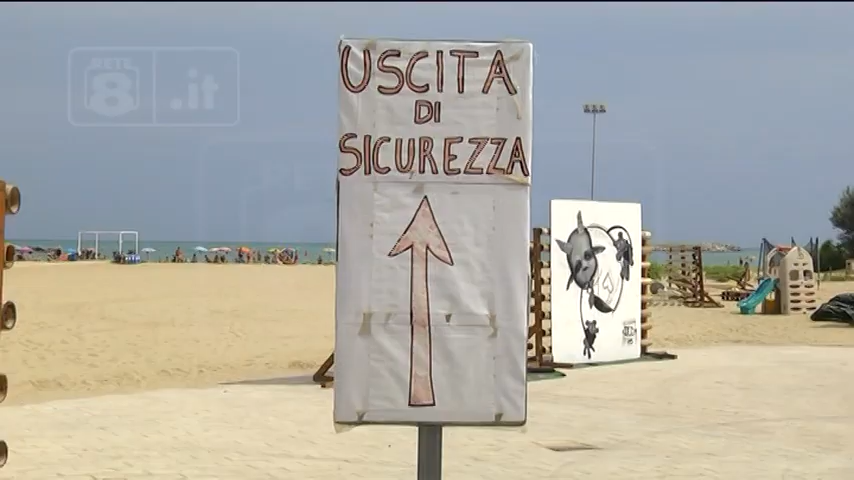 RETE
8 .it
USCITA
DI
SICUREZZA